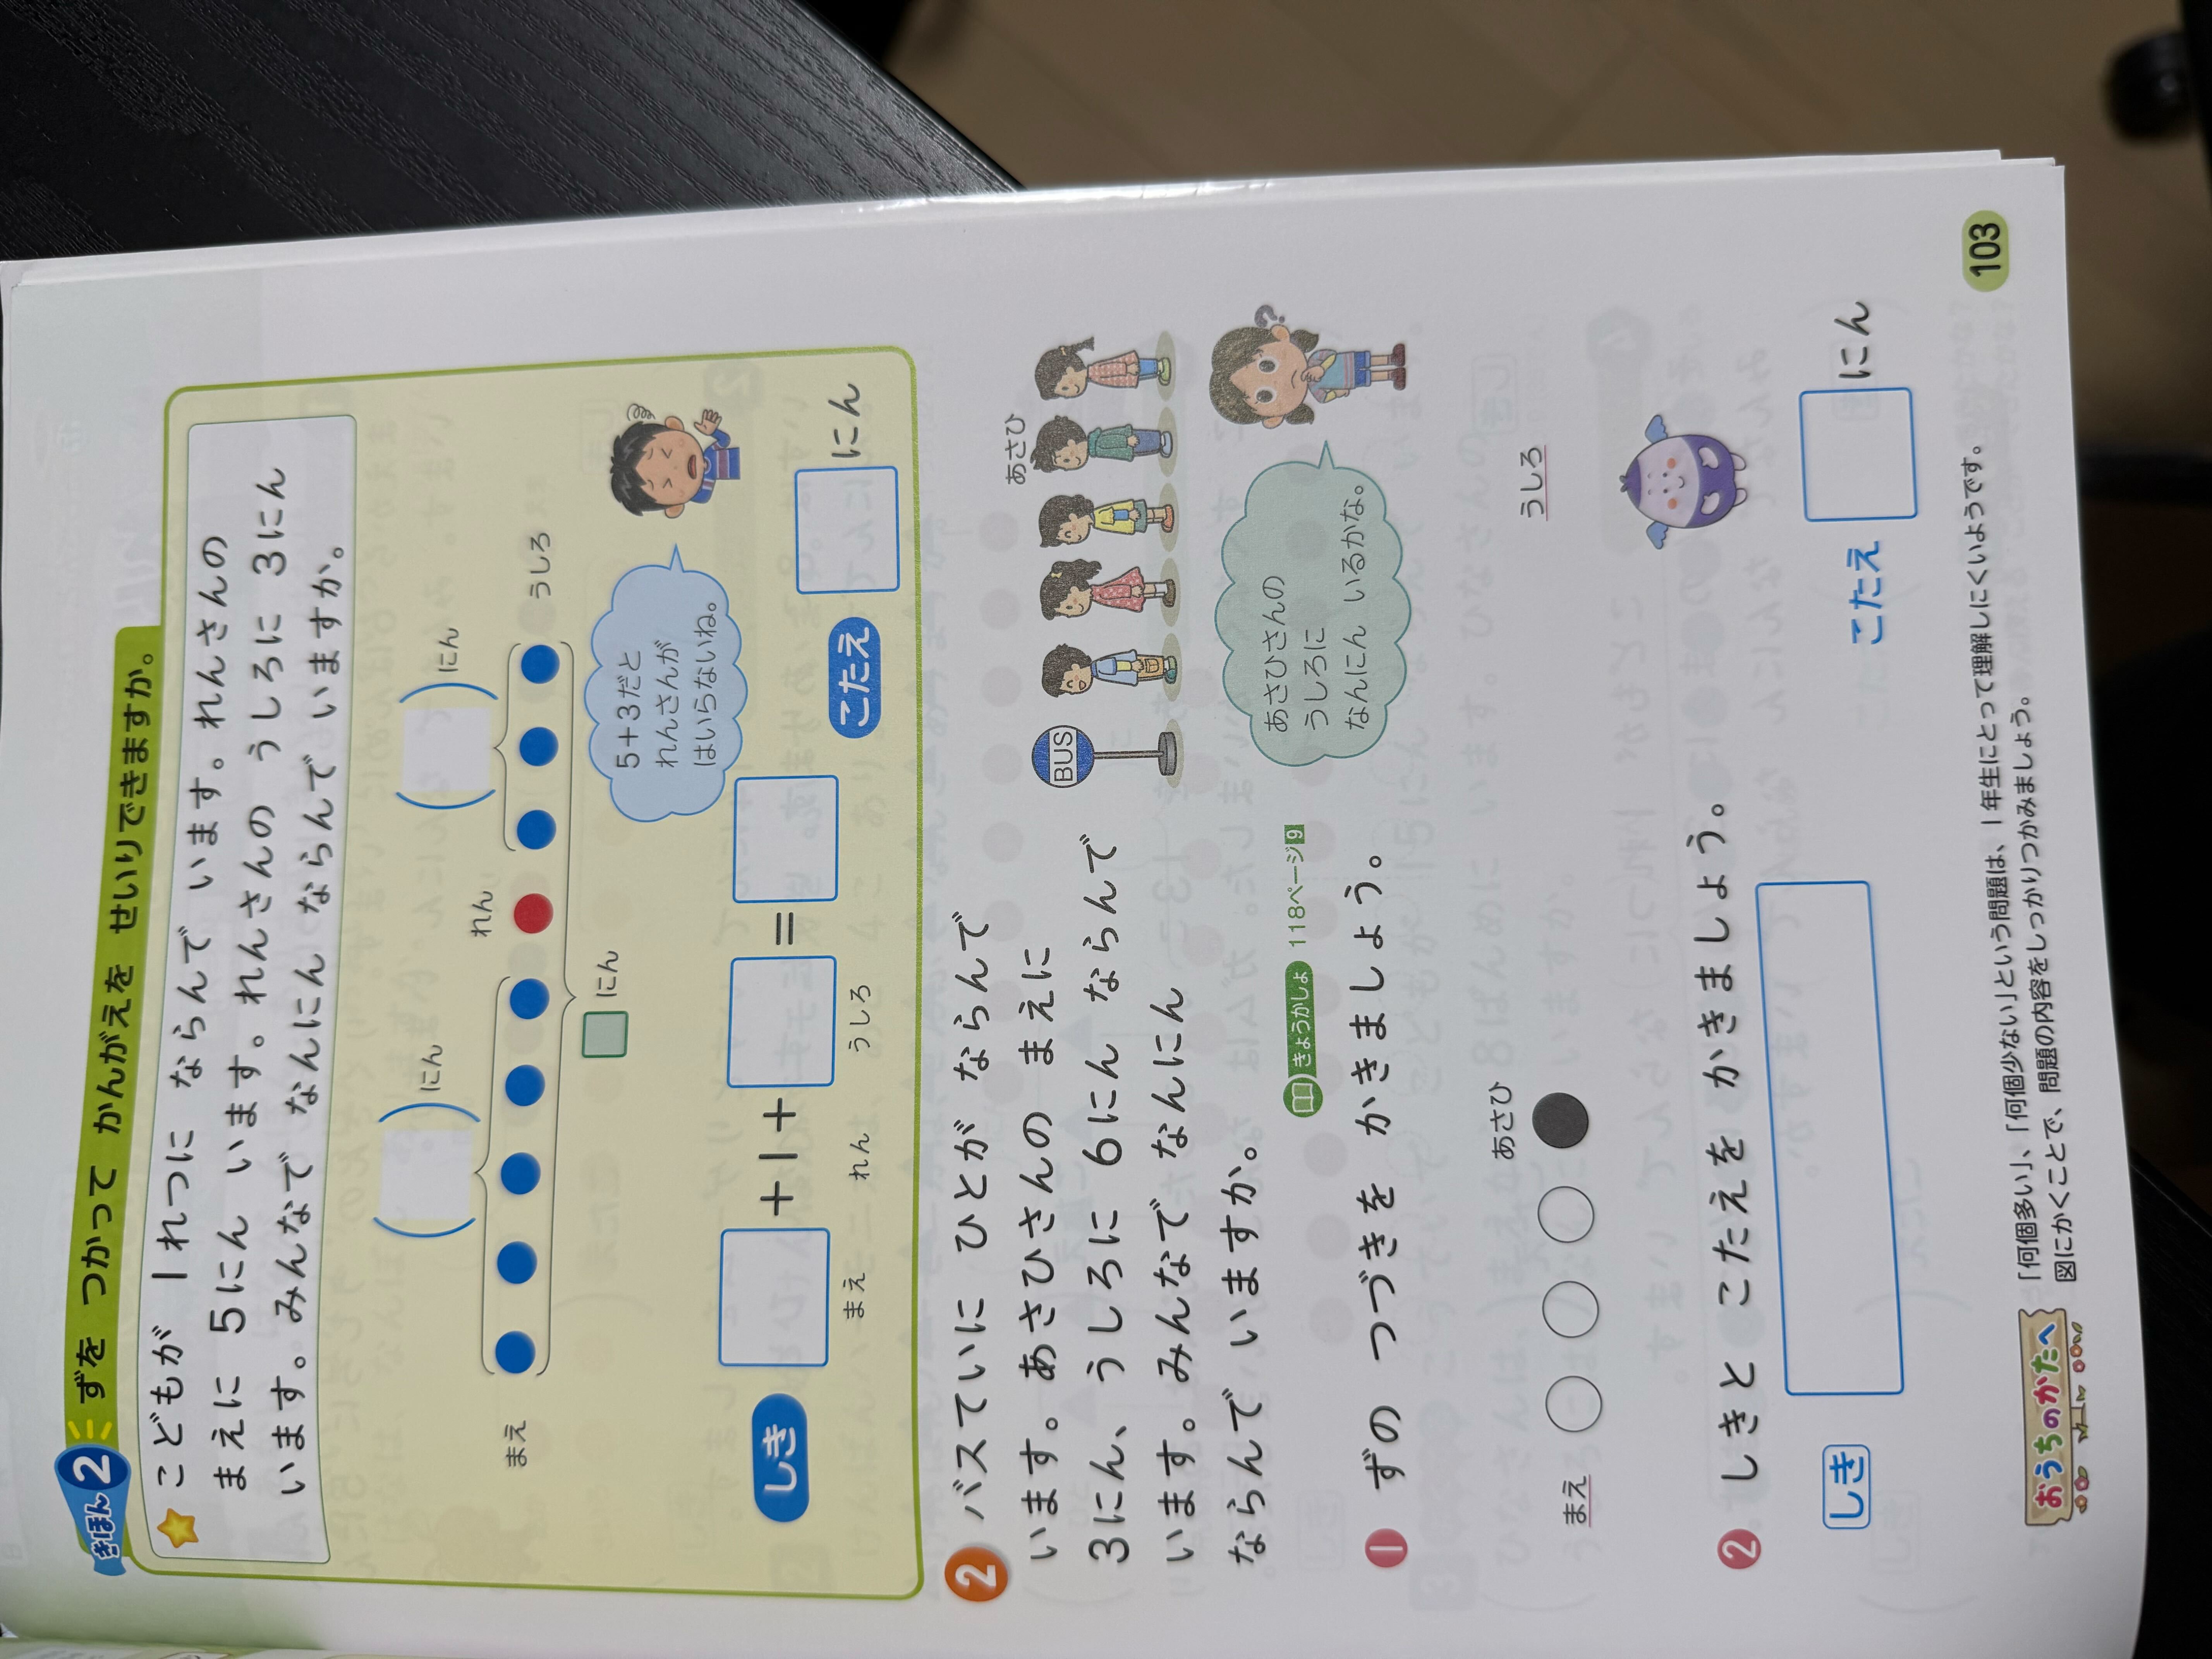 きほん 2 ずを つかって かんがえを せいりできますか。
こどもが 1れつに ならんで います。れんさんの
まえに 5にん います。れんさんの うしろに 3にん
います。みんなで なんにん ならんで いますか。
( )にん
( )にん
れん
まえ
うしろ
□にん
5+3だと
れんさんが
はいらないね。
しき □+1+□=□
まえ れん うしろ
こたえ □にん
2 バスていに ひとが ならんで
います。あさひさんの まえに
3にん、うしろに 6にん ならんで
います。みんなで なんにん
ならんで いますか。
あさひ
BUS
あさひさんの
うしろに
なんにん いるかな。
きょうかしょ 118ページ 9
1 ずの つづきを かきましょう。
あさひ
まえ
うしろ
2 しきと こたえを かきましょう。
しき
こたえ □にん
おうちのかたへ
「何個多い」、「何個少ない」という問題は、1年生にとって理解しにくいようです。
図にかくことで、問題の内容をしっかりつかみましょう。
103